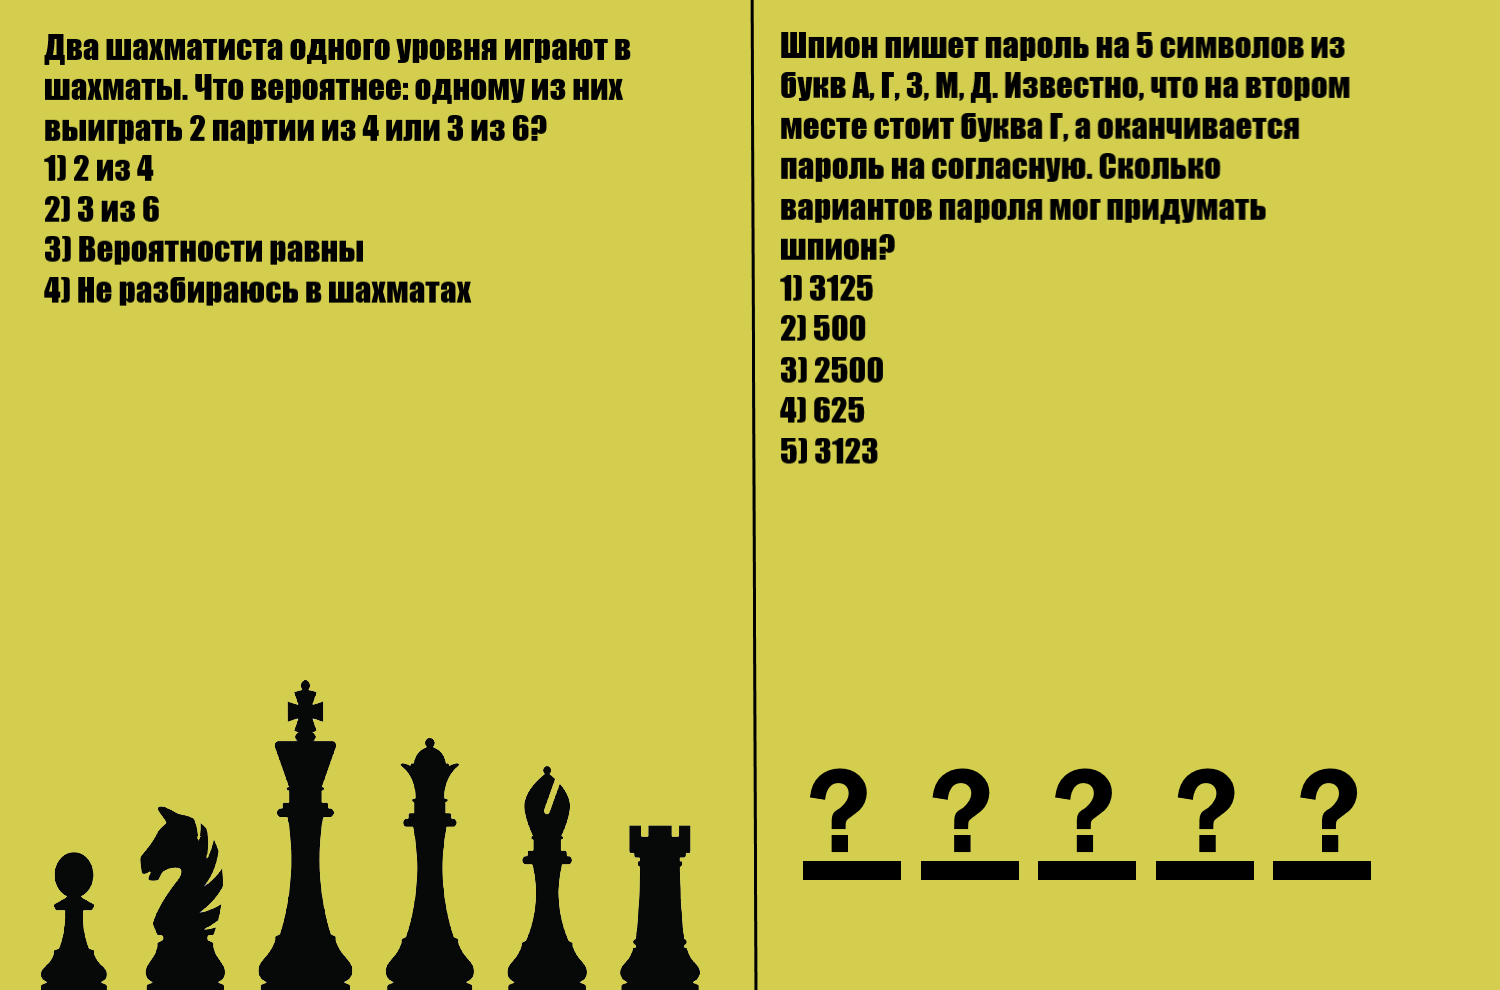 Два шахматиста одного уровня играют в
шахматы. Что вероятнее: одному из них
выиграть 2 партии из 4 или 3 из 6?
1) 2 из 4
2) 3 из 6
3) Вероятности равны
4) Не разбираюсь в шахматах
Шпион пишет пароль на 5 символов из
букв А, Г, З, М, Д. Известно, что на втором
месте стоит буква Г, а оканчивается
пароль на согласную. Сколько
вариантов пароля мог придумать
шпион?
1) 3125
2) 500
3) 2500
4) 625
5) 3123
? ? ? ? ?